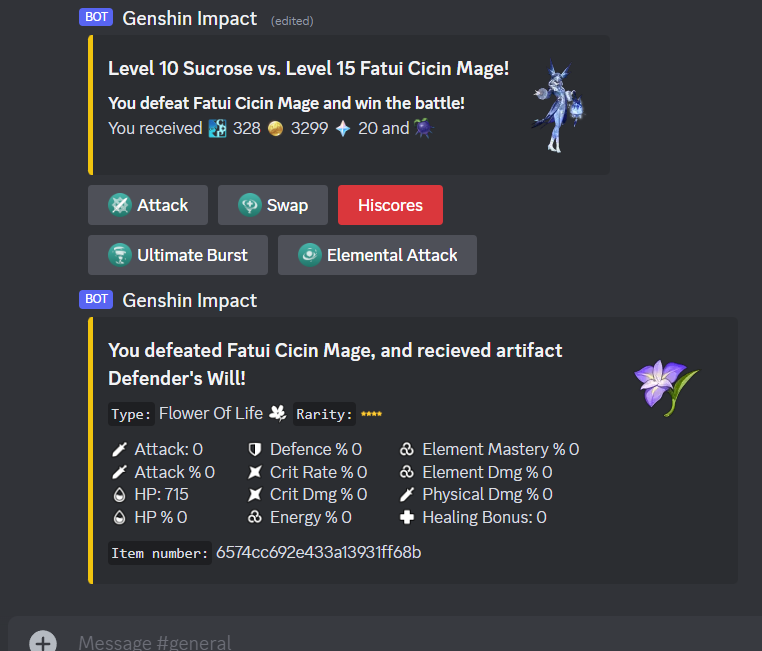 BOT Genshin Impact (edited)
Level 10 Sucrose vs. Level 15 Fatui Cicin Mage!
You defeat Fatui Cicin Mage and win the battle!
You received 328 3299 20 and
Attack Swap Hiscores
Ultimate Burst Elemental Attack
BOT Genshin Impact
You defeated Fatui Cicin Mage, and recieved artifact
Defender's Will!
Type: Flower Of Life Rarity: ****
Attack: 0 Defence % 0 Element Mastery % 0
Attack % 0 Crit Rate % 0 Element Dmg % 0
HP: 715 Crit Dmg % 0 Physical Dmg % 0
HP % 0 Energy % 0 Healing Bonus: 0
Item number: 6574cc692e433a13931ff68b
Message #general